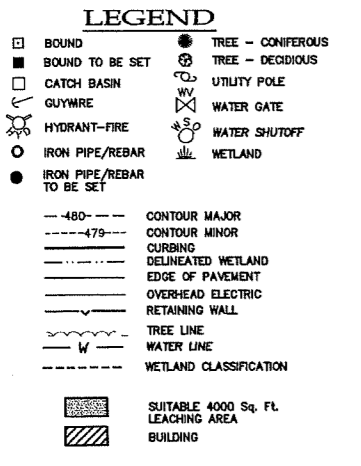 LEGEND
BOUND
BOUND TO BE SET
CATCH BASIN
GUYWIRE
HYDRANT-FIRE
IRON PIPE/REBAR
IRON PIPE/REBAR
TO BE SET
TREE - CONIFEROUS
TREE - DECIDIOUS
UTILITY POLE
WV
WATER GATE
WSO
WATER SHUTOFF
WETLAND
480 CONTOUR MAJOR
479 CONTOUR MINOR
CURBING
DELINEATED WETLAND
EDGE OF PAVEMENT
OVERHEAD ELECTRIC
RETAINING WALL
TREE LINE
W WATER LINE
WETLAND CLASSIFICATION
SUITABLE 4000 Sq. Ft.
LEACHING AREA
BUILDING